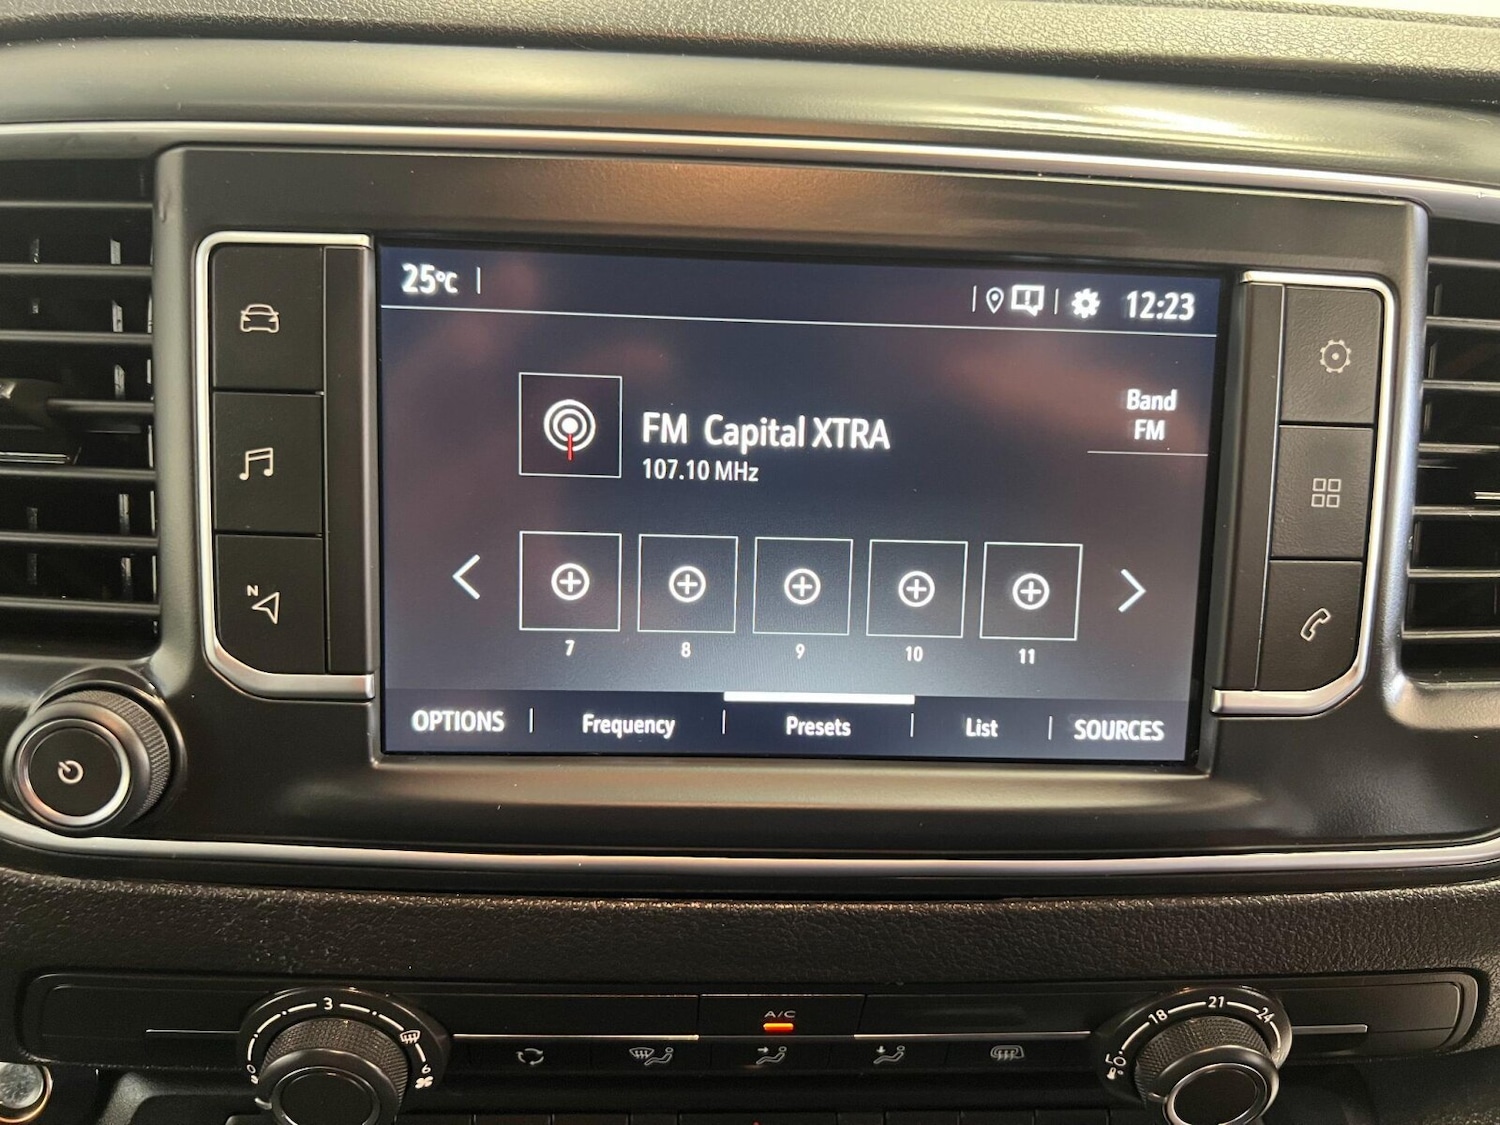 25°C
12:23
Band
FM
FM Capital XTRA
107.10 MHz
7 8 9 10 11
OPTIONS Frequency Presets List SOURCES
N
A/C
3
6
0
18 21 24
LO